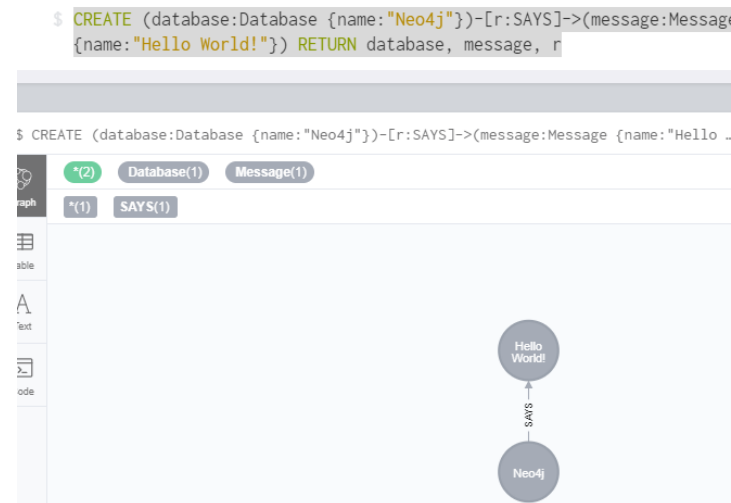 $ CREATE (database:Database {name:"Neo4j"})-[r:SAYS]->(message:Message
{name:"Hello World!"}) RETURN database, message, r
$ CREATE (database:Database {name:"Neo4j"})-[r:SAYS]->(message:Message {name:"Hello …
*(2) Database(1) Message(1)
raph
*(1) SAYS(1)
able
A
Text
ode
Hello
World!
SAYS
Neo4j